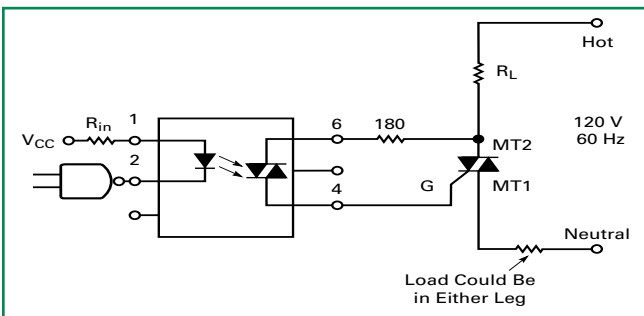 Hot
R_L
1
6
180
R_in
V_CC
MT2
120 V
60 Hz
2
4
G
MT1
Neutral
Load Could Be
in Either Leg